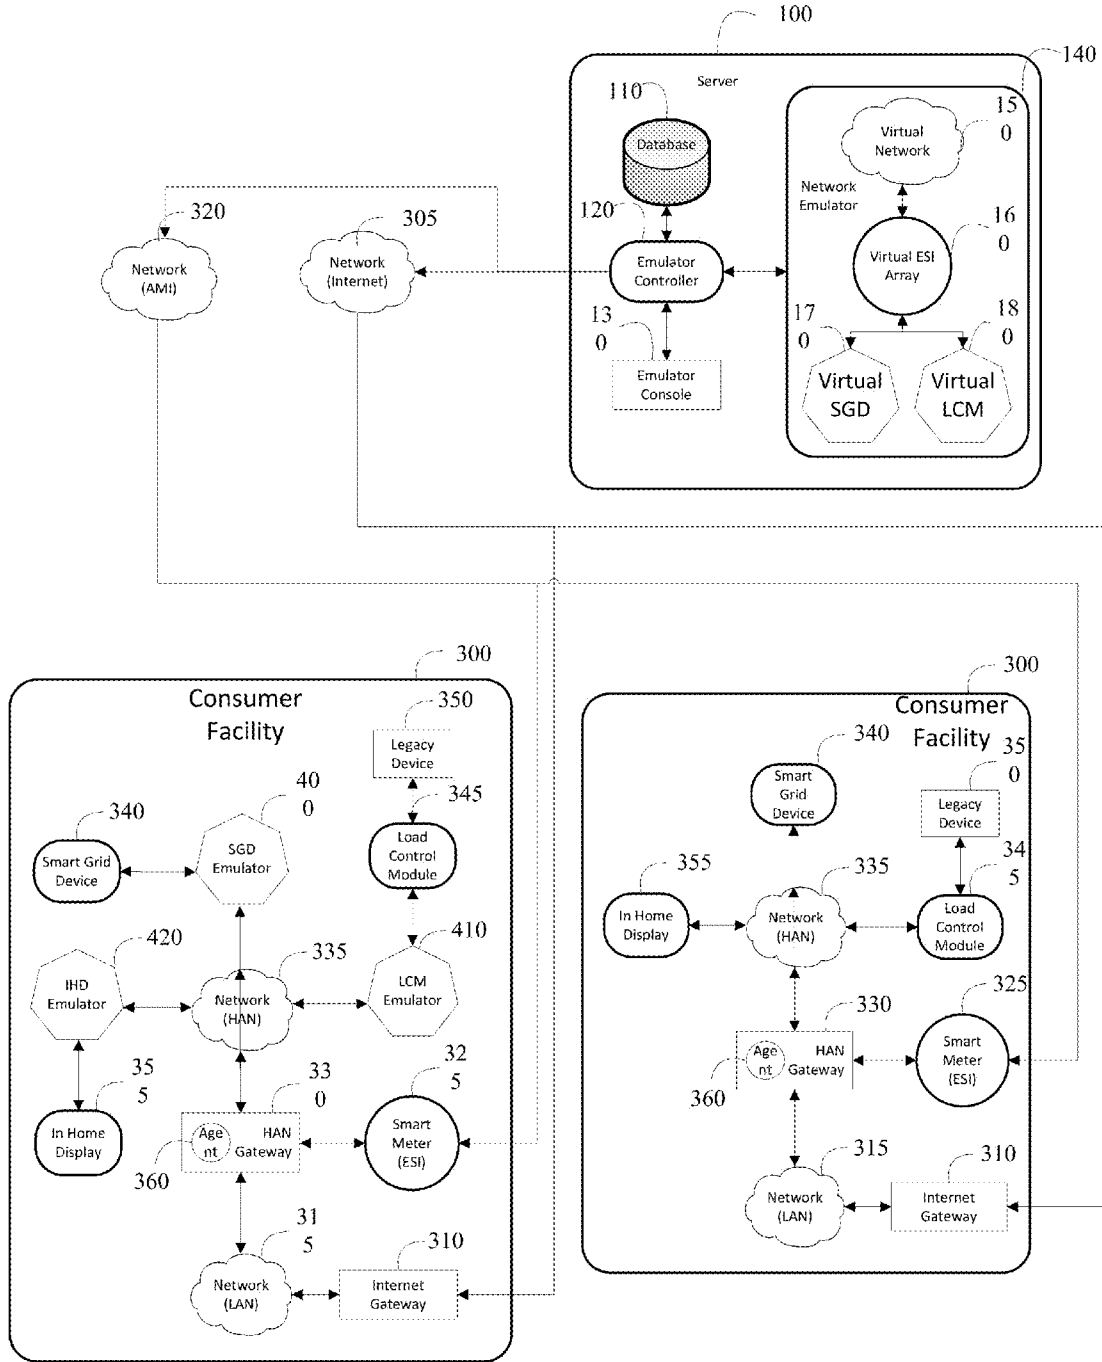 100
140
Server
110
Database
15
0
Virtual
Network
Network
Emulator
320
305
120
16
0
Network
(AMI)
Network
(Internet)
Emulator
Controller
Virtual ESI
Array
13
0
17
0
18
0
Emulator
Console
Virtual
SGD
Virtual
LCM
300
Consumer
Facility
350
Legacy
Device
40
0
340
345
SGD
Emulator
Smart Grid
Device
Load
Control
Module
420
335
410
IHD
Emulator
Network
(HAN)
LCM
Emulator
35
5
33
0
32
5
In Home
Display
Age
nt
HAN
Gateway
Smart
Meter
(ESI)
360
31
5
310
Network
(LAN)
Internet
Gateway
300
Consumer
Facility
340
35
0
Smart
Grid
Device
Legacy
Device
355
335
34
5
In Home
Display
Network
(HAN)
Load
Control
Module
330
325
Age
nt
HAN
Gateway
Smart
Meter
(ESI)
360
315
310
Network
(LAN)
Internet
Gateway